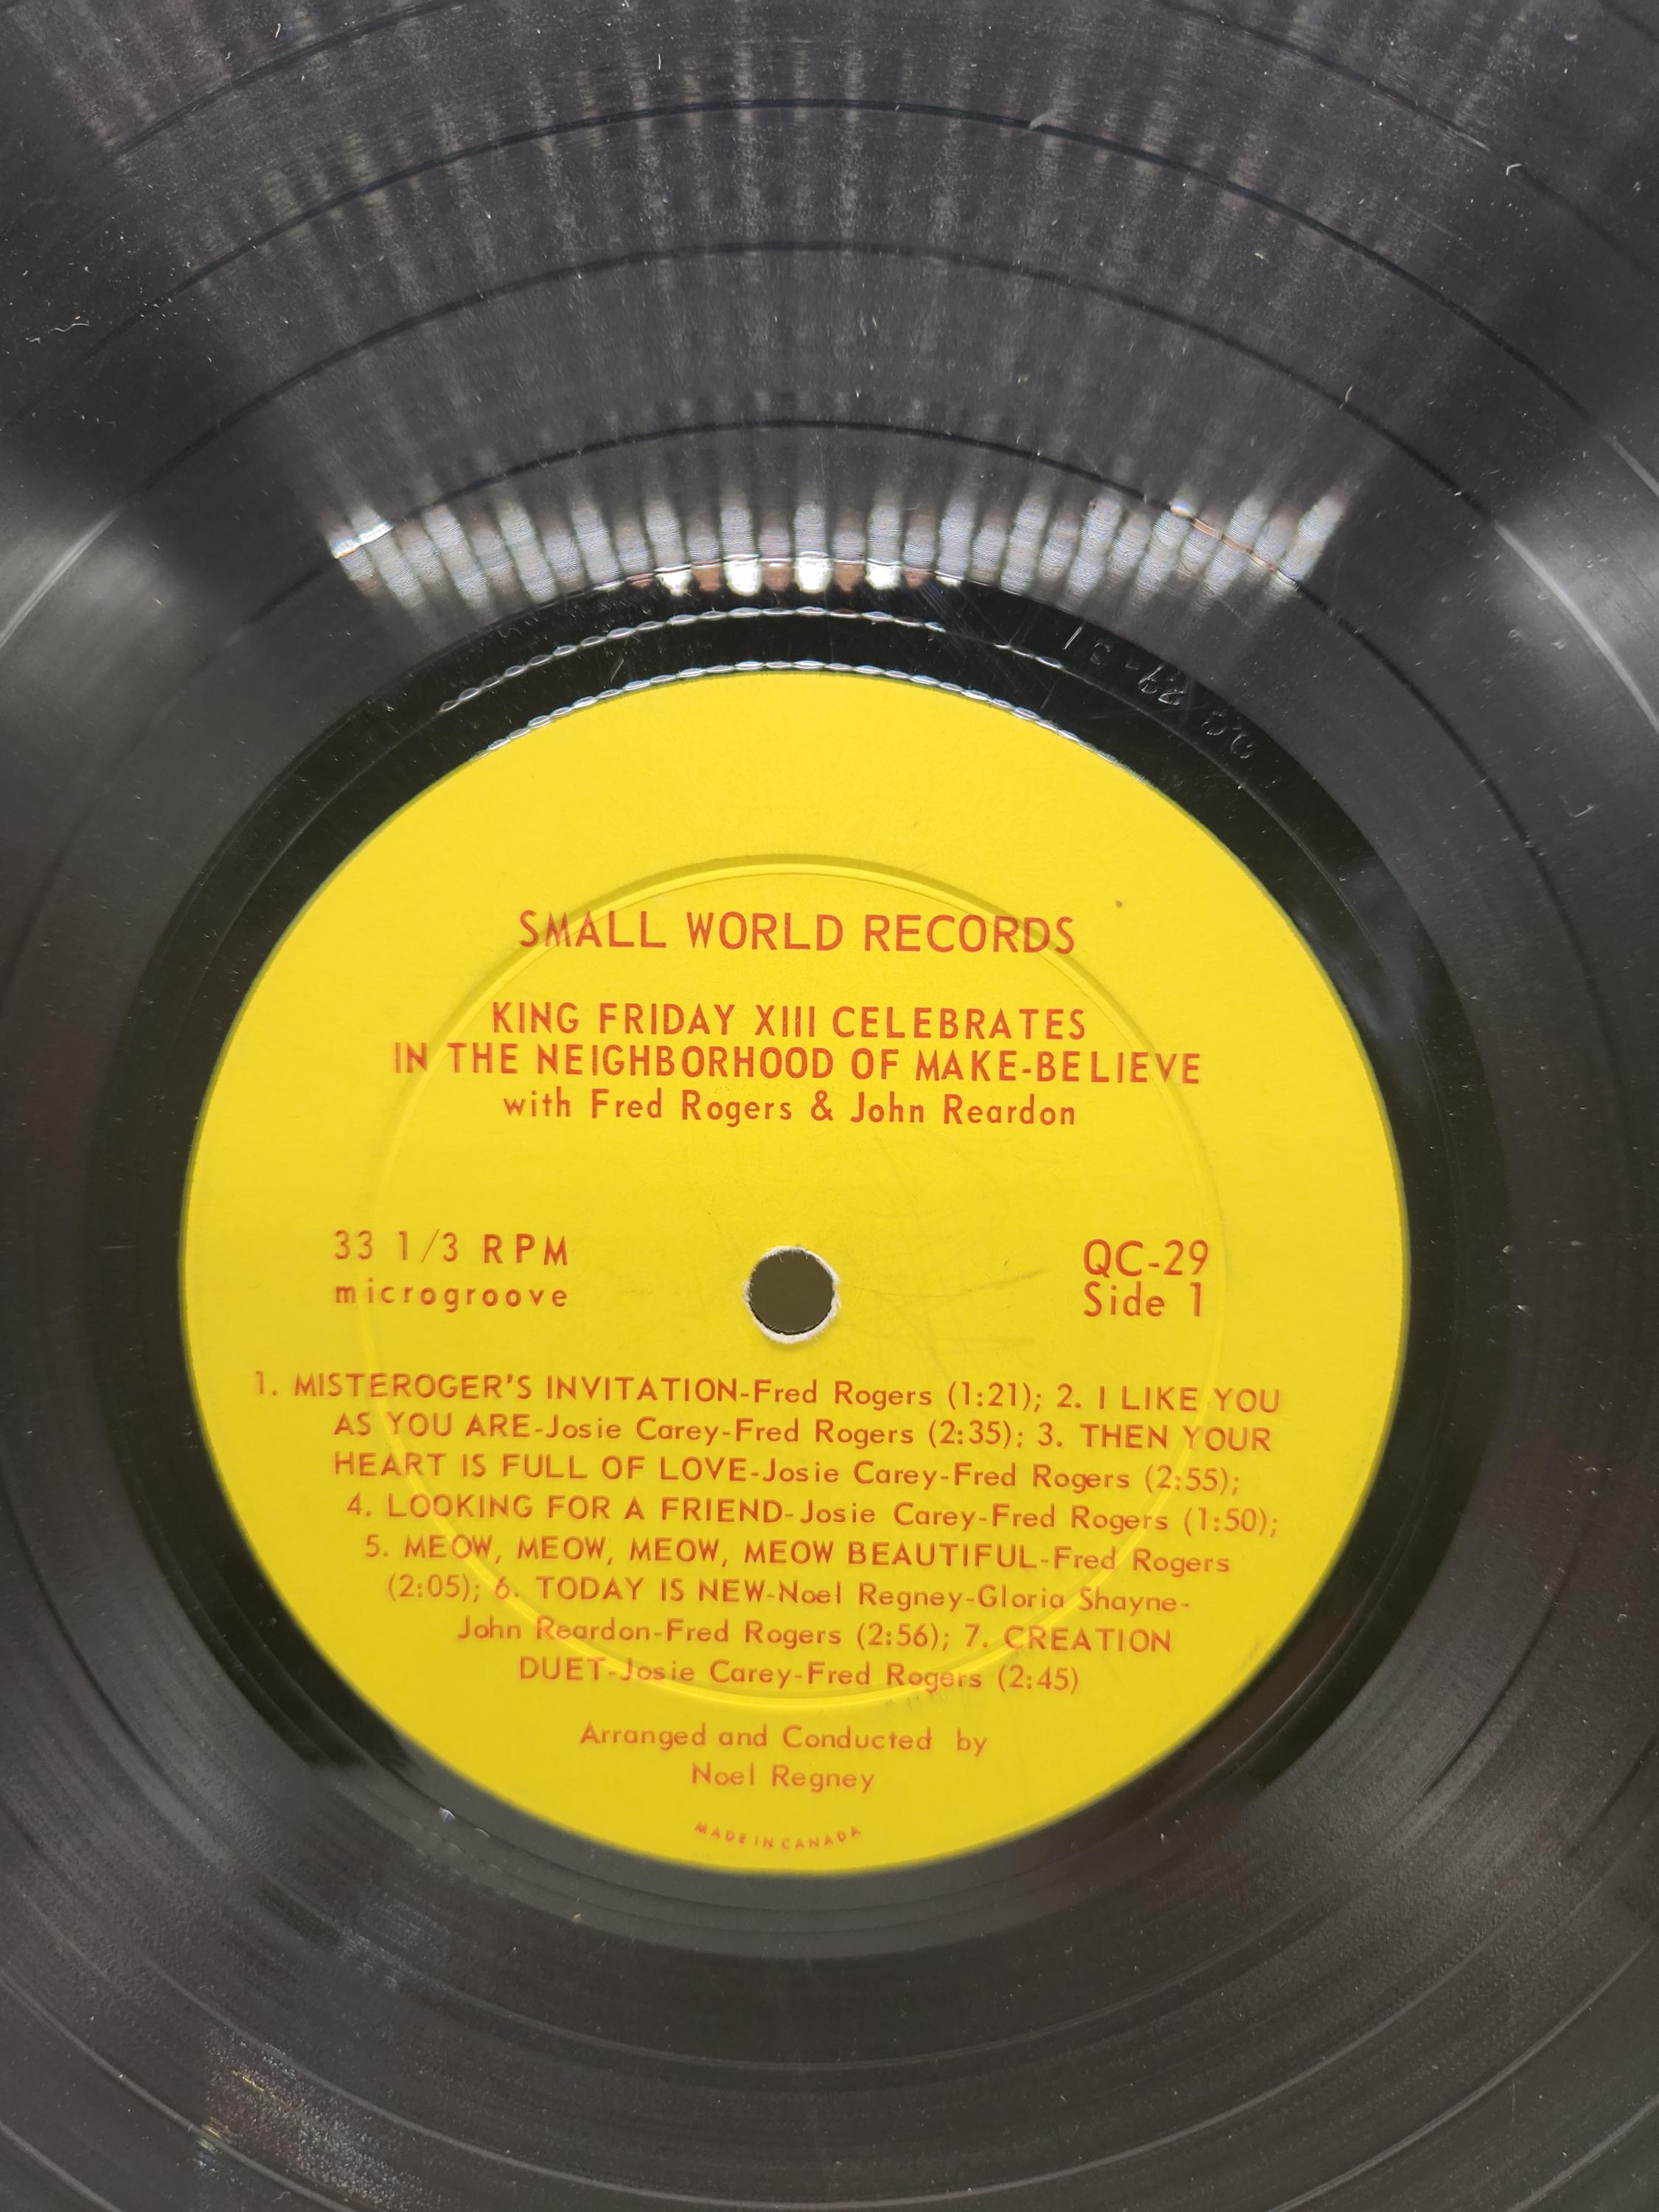 SMALL WORLD RECORDS
KING FRIDAY XIII CELEBRATES
IN THE NEIGHBORHOOD OF MAKE-BELIEVE
with Fred Rogers & John Reardon
33 1/3 RPM
microgroove
QC-29
Side 1
1. MISTEROGER'S INVITATION-Fred Rogers (1:21); 2. I LIKE YOU
AS YOU ARE-Josie Carey-Fred Rogers (2:35); 3. THEN YOUR
HEART IS FULL OF LOVE-Josie Carey-Fred Rogers (2:55);
4. LOOKING FOR A FRIEND-Josie Carey-Fred Rogers (1:50);
5. MEOW, MEOW, MEOW, MEOW BEAUTIFUL-Fred Rogers
(2:05); 6. TODAY IS NEW-Noel Regney-Gloria Shayne-
John Reardon-Fred Rogers (2:56); 7. CREATION
DUET-Josie Carey-Fred Rogers (2:45)
Arranged and Conducted by
Noel Regney
MADE IN CANADA